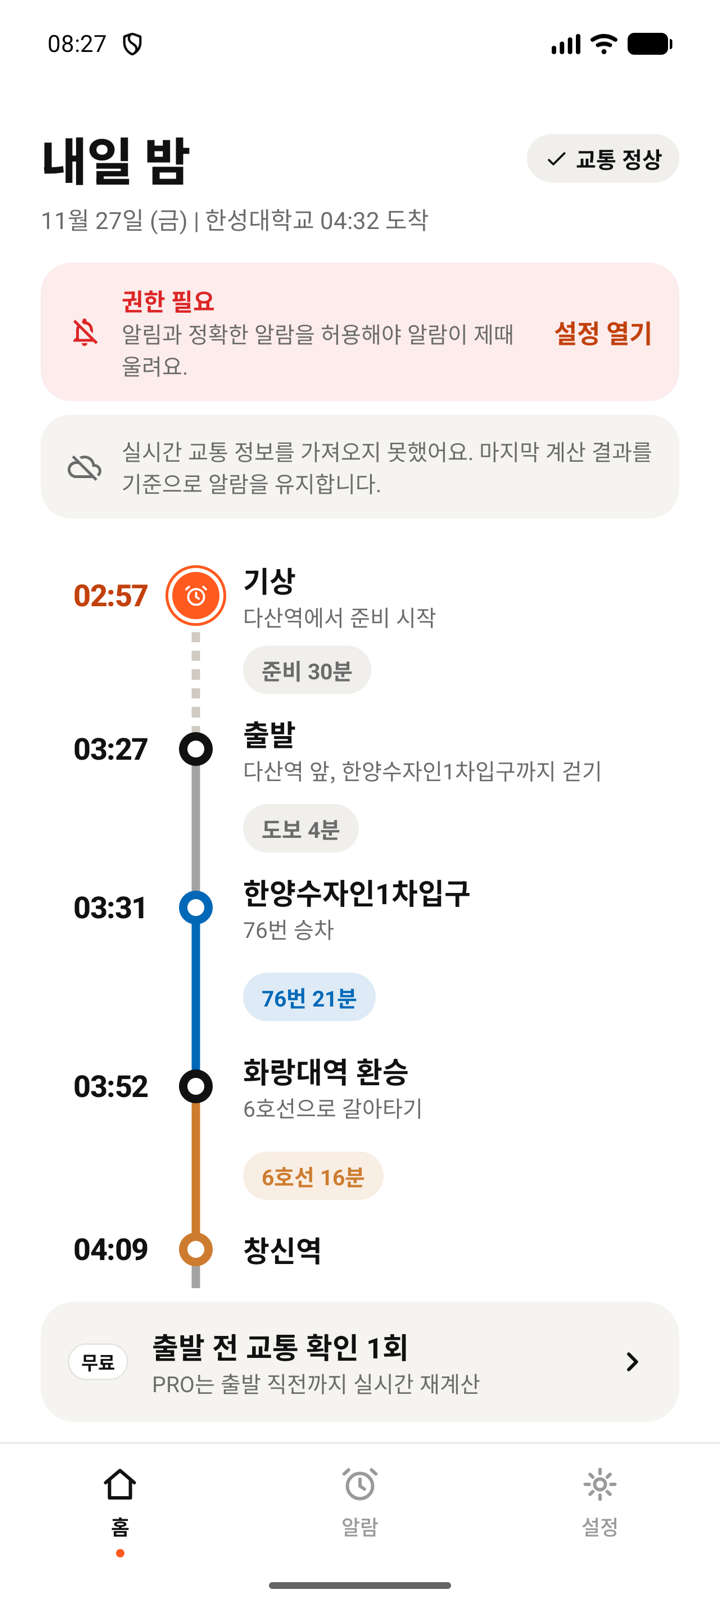 08:27
내일 밤
교통 정상
11월 27일 (금) | 한성대학교 04:32 도착
권한 필요
알림과 정확한 알람을 허용해야 알람이 제때
울려요.
설정 열기
실시간 교통 정보를 가져오지 못했어요. 마지막 계산 결과를
기준으로 알람을 유지합니다.
02:57
기상
다산역에서 준비 시작
준비 30분
03:27
출발
다산역 앞, 한양수자인1차입구까지 걷기
도보 4분
03:31
한양수자인1차입구
76번 승차
76번 21분
03:52
화랑대역 환승
6호선으로 갈아타기
6호선 16분
04:09
창신역
무료
출발 전 교통 확인 1회
PRO는 출발 직전까지 실시간 재계산
홈
알람
설정